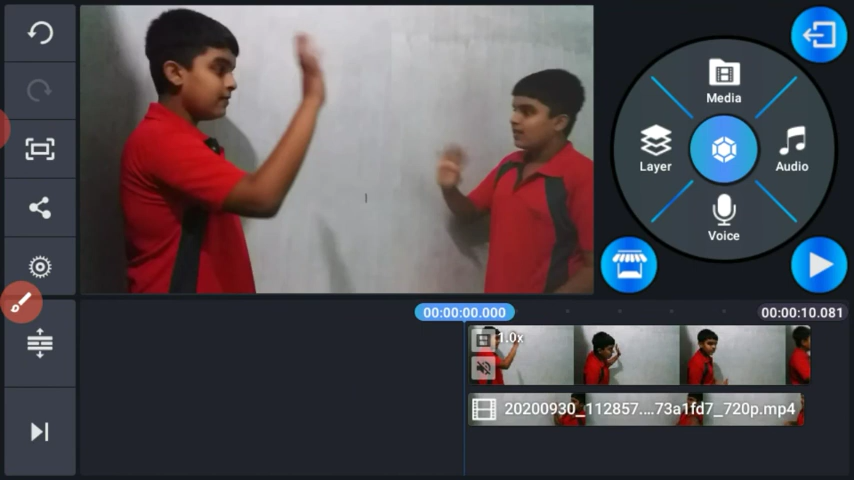 Media
Layer
Audio
Voice
00:00:00.000
00:00:10.081
1.0x
20200930_112857....73a1fd7_720p.mp4